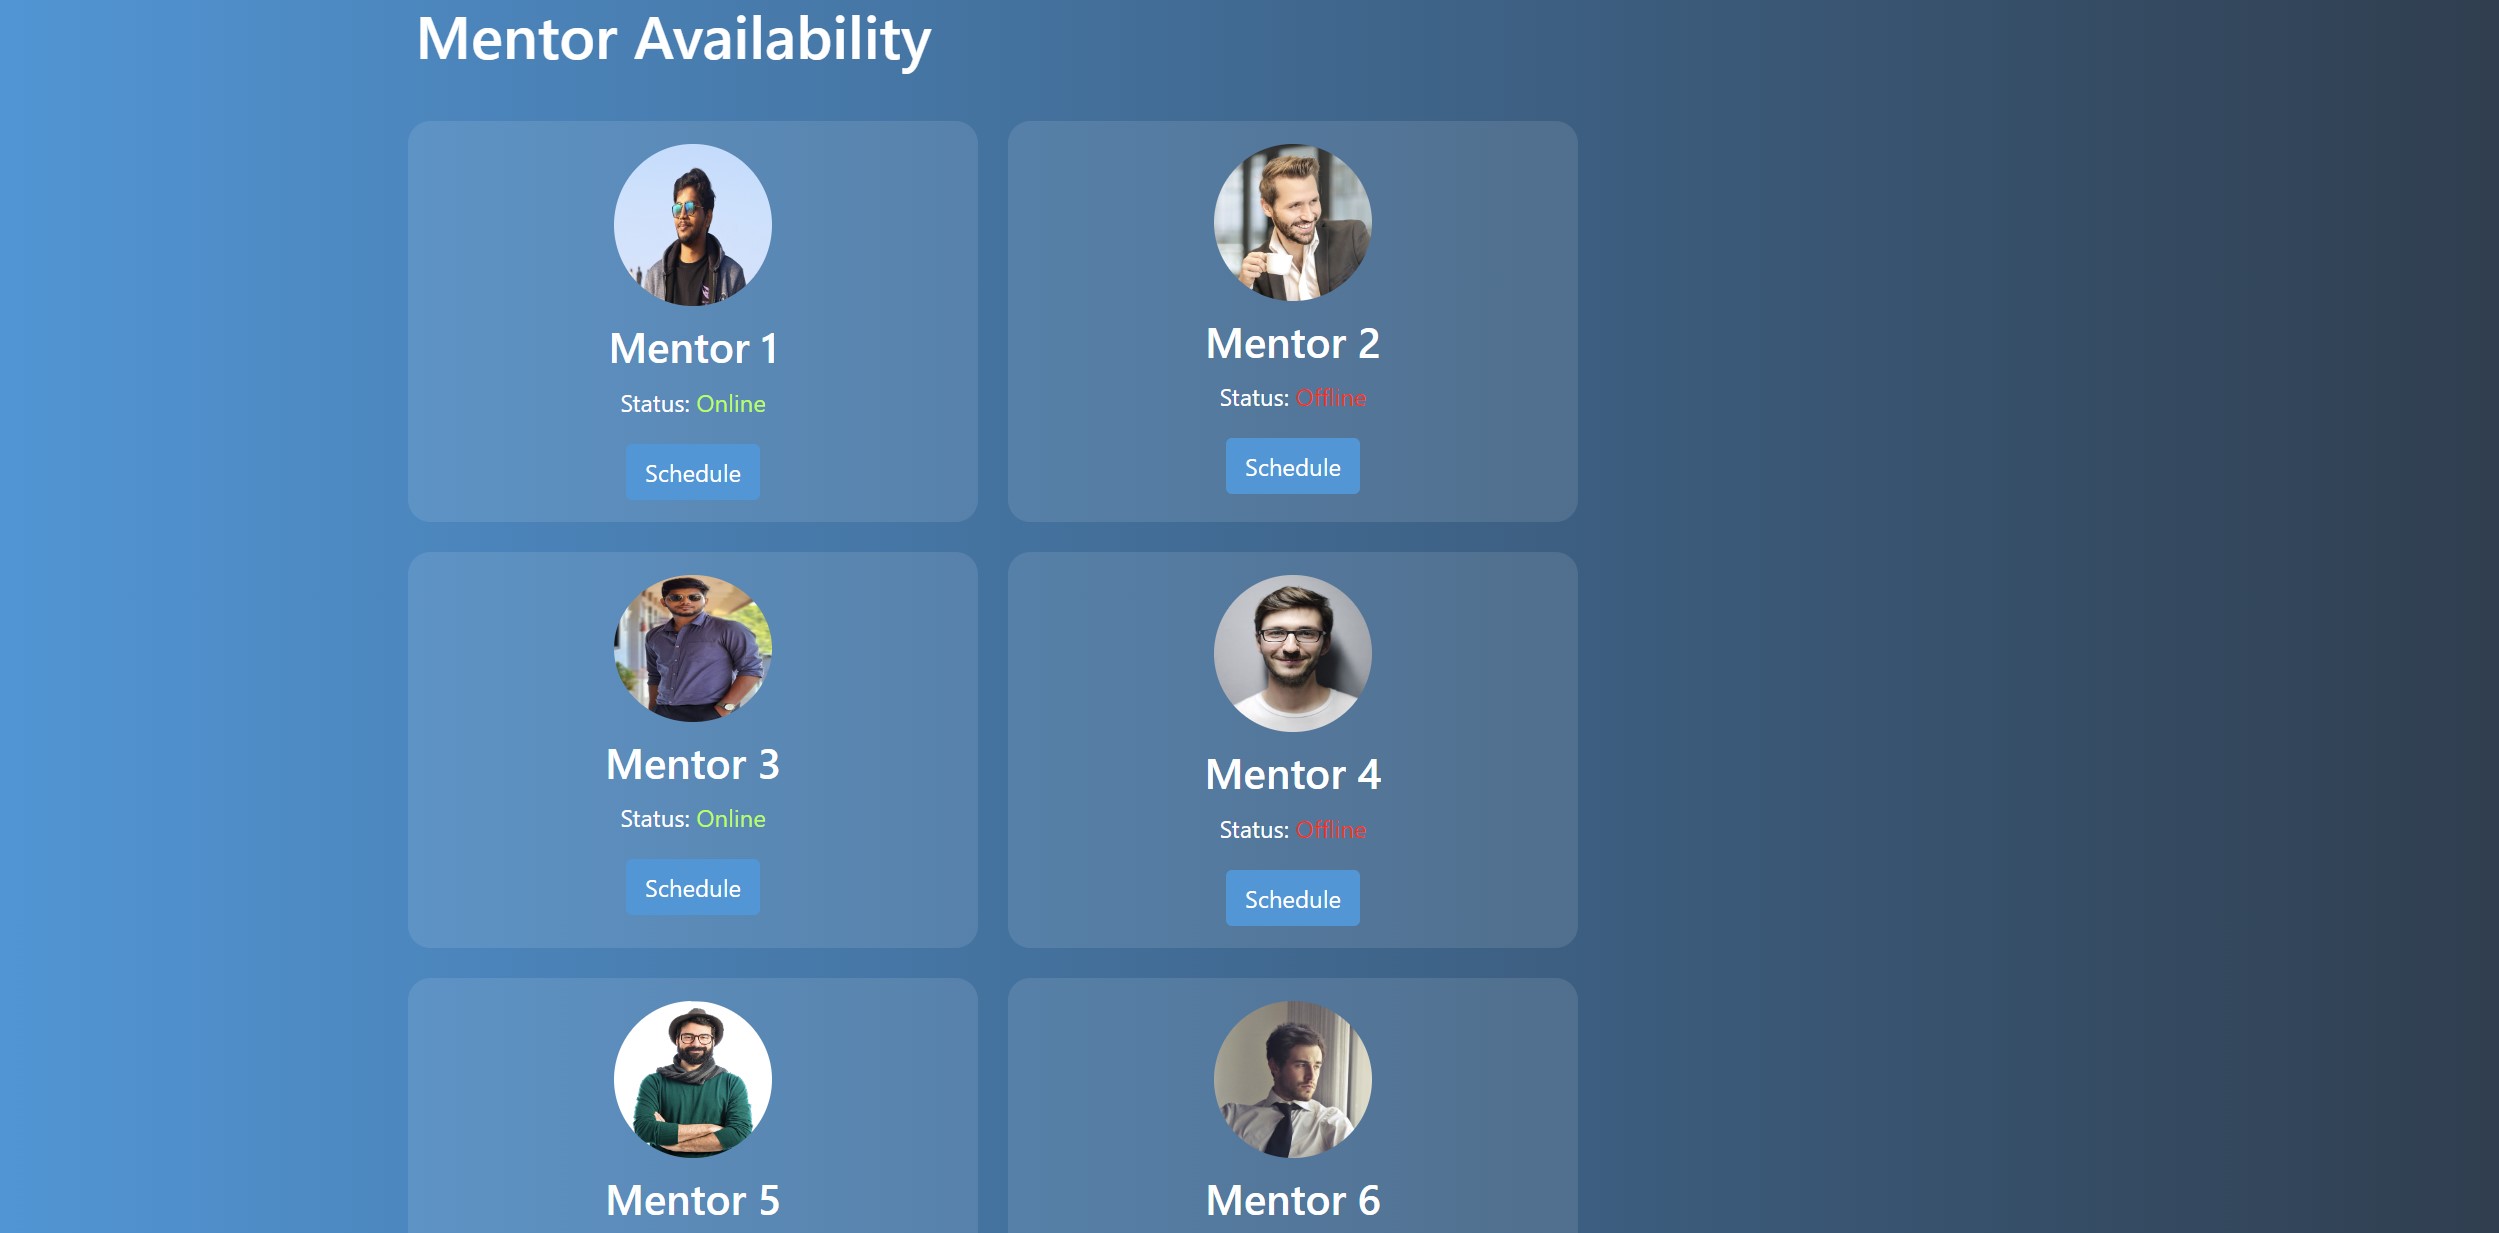 Mentor Availability
Mentor 1
Status: Online
Schedule
Mentor 2
Status: Offline
Schedule
Mentor 3
Status: Online
Schedule
Mentor 4
Status: Offline
Schedule
Mentor 5
Mentor 6